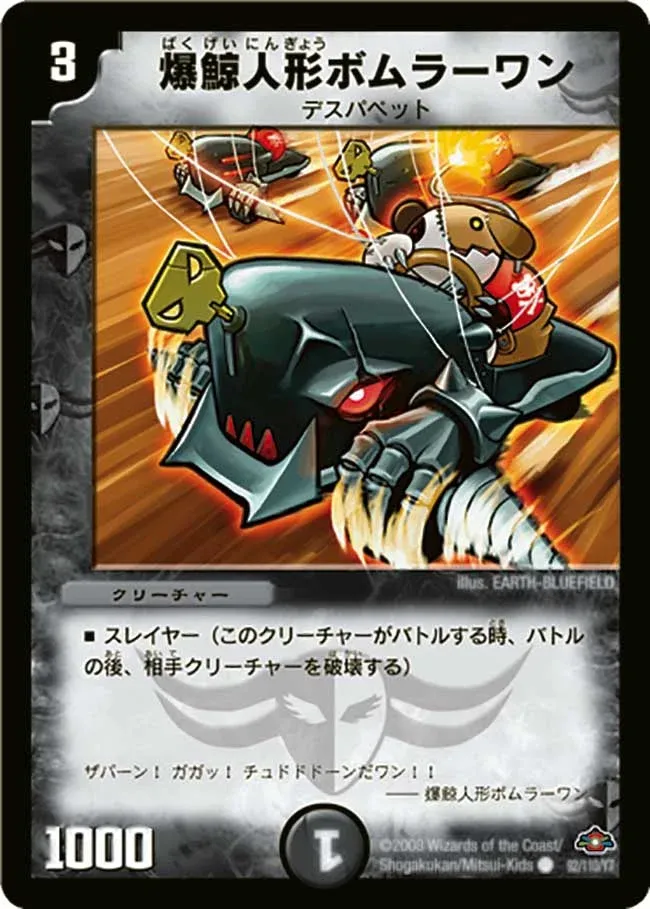 3
ばくげいにんぎょう
爆鯨人形ボムラーワン
デスパペット
illus. EARTH-BLUEFIELD
クリーチャー
■ スレイヤー（このクリーチャーがバトルする時、バトル
の後、相手クリーチャーを破壊する）
ザバーン！ ガガッ！ チュドドドーンだワン！！
—— 爆鯨人形ボムラーワン
1000
1
©2008 Wizards of the Coast/
Shogakukan/Mitsui-Kids
92/110/Y7